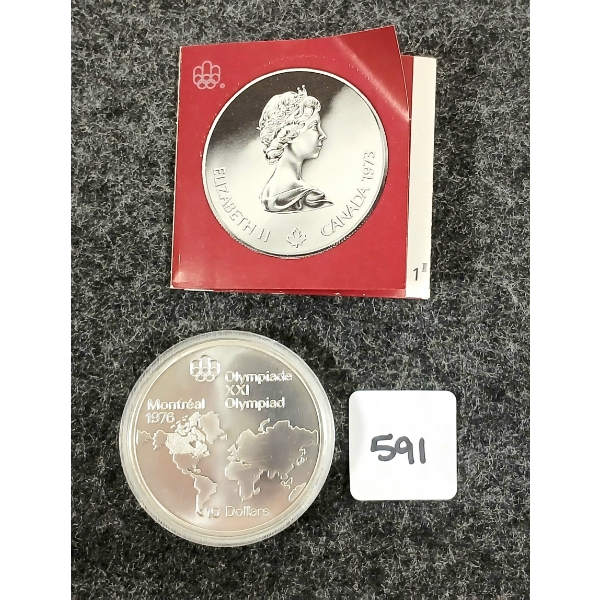 ®
ELIZABETH II CANADA 1973
1
Olympiade
XXI
Montréal Olympiad
1976
10 Dollars
591